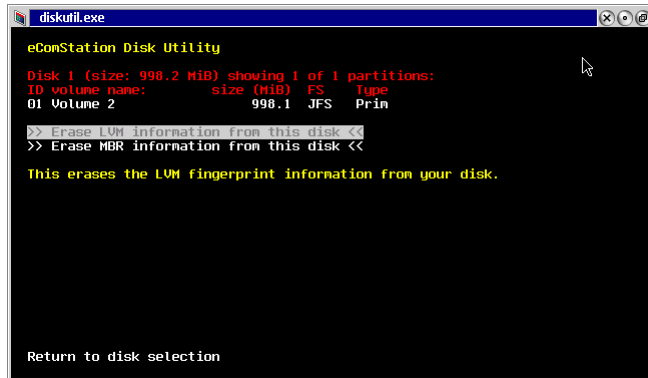 diskutil.exe
eComStation Disk Utility
Disk 1 (size: 998.2 MiB) showing 1 of 1 partitions:
ID volume name: size (MiB) FS Type
01 Volume 2 998.1 JFS Prim
>> Erase LVM information from this disk <<
>> Erase MBR information from this disk <<
This erases the LVM fingerprint information from your disk.
Return to disk selection